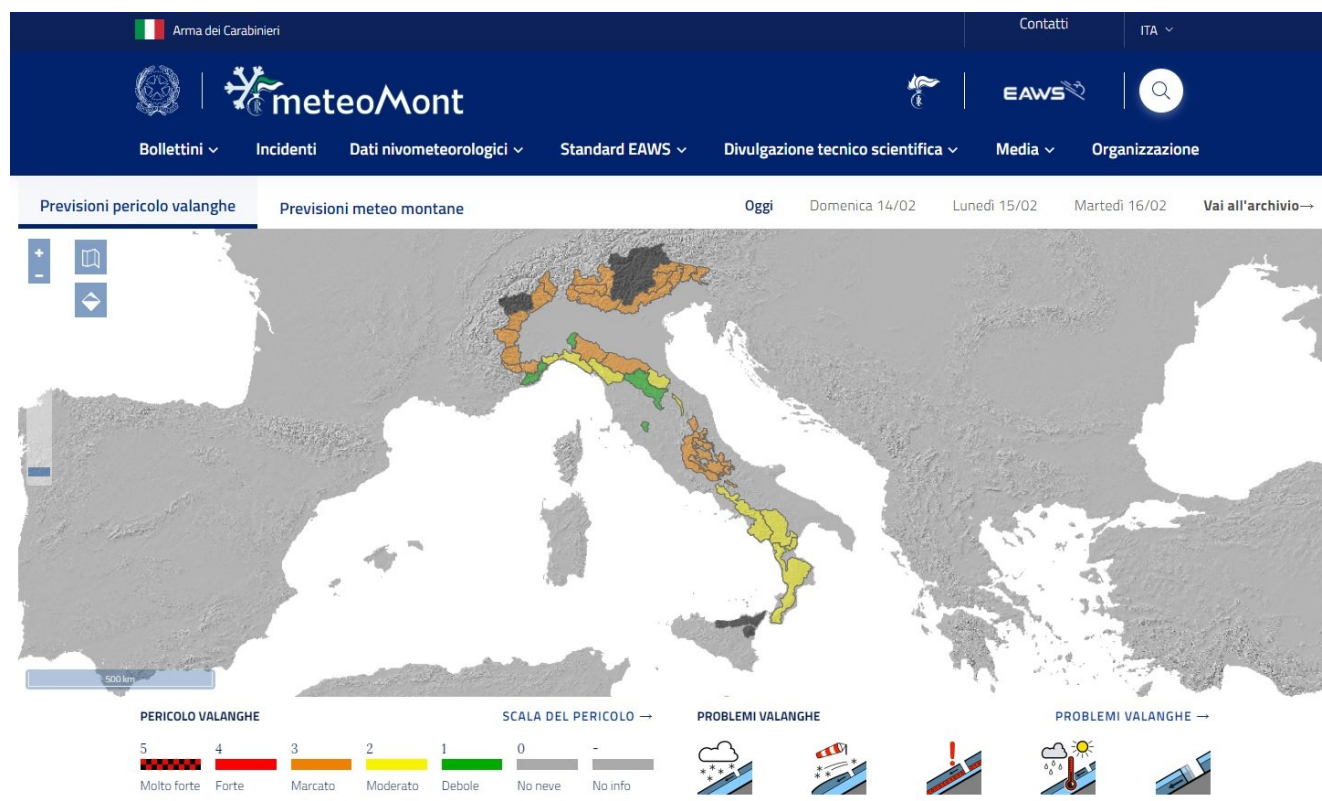 Arma dei Carabinieri
Contatti
ITA
meteoMont
EAWS
Bollettini
Incidenti
Dati nivometeorologici
Standard EAWS
Divulgazione tecnico scientifica
Media
Organizzazione
Previsioni pericolo valanghe
Previsioni meteo montane
Oggi
Domenica 14/02
Lunedì 15/02
Martedì 16/02
Vai all'archivio→
+
−
500 km
PERICOLO VALANGHE
SCALA DEL PERICOLO →
5 4 3 2 1 0 -
Molto forte Forte Marcato Moderato Debole No neve No info
PROBLEMI VALANGHE
PROBLEMI VALANGHE →